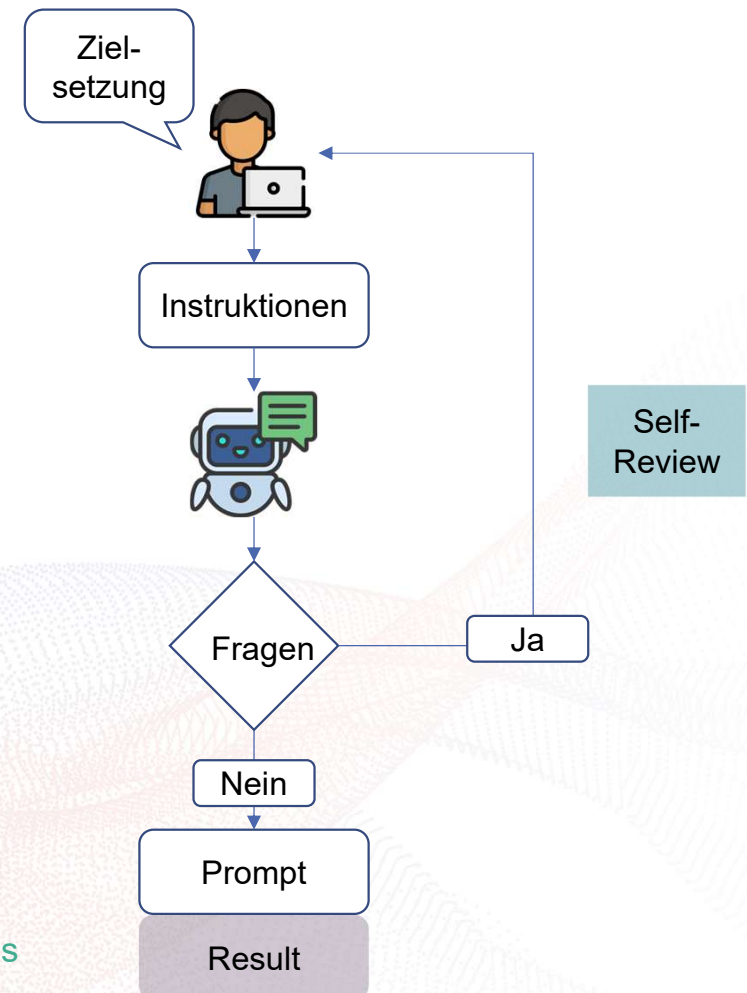 Ziel-
setzung
Instruktionen
Self-
Review
Fragen
Ja
Nein
Prompt
s
Result